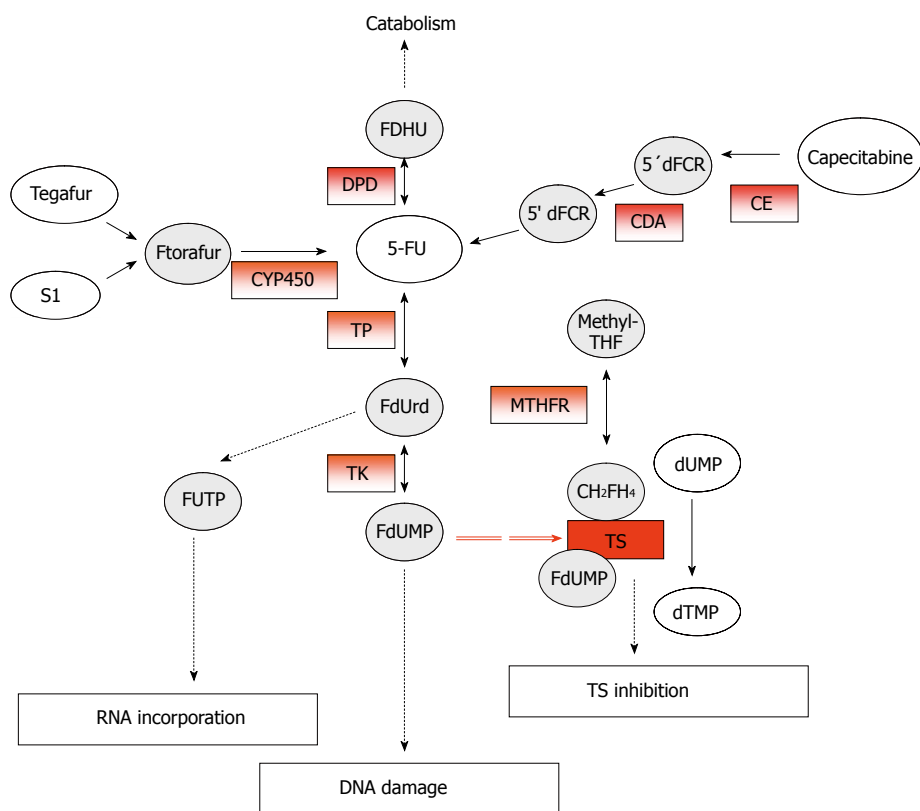 Catabolism
FDHU
DPD
5´dFCR
Capecitabine
CE
5' dFCR
CDA
Tegafur
Ftorafur
5-FU
CYP450
S1
TP
Methyl-
THF
MTHFR
FdUrd
TK
dUMP
CH₂FH₄
FUTP
FdUMP
TS
FdUMP
dTMP
TS inhibition
RNA incorporation
DNA damage